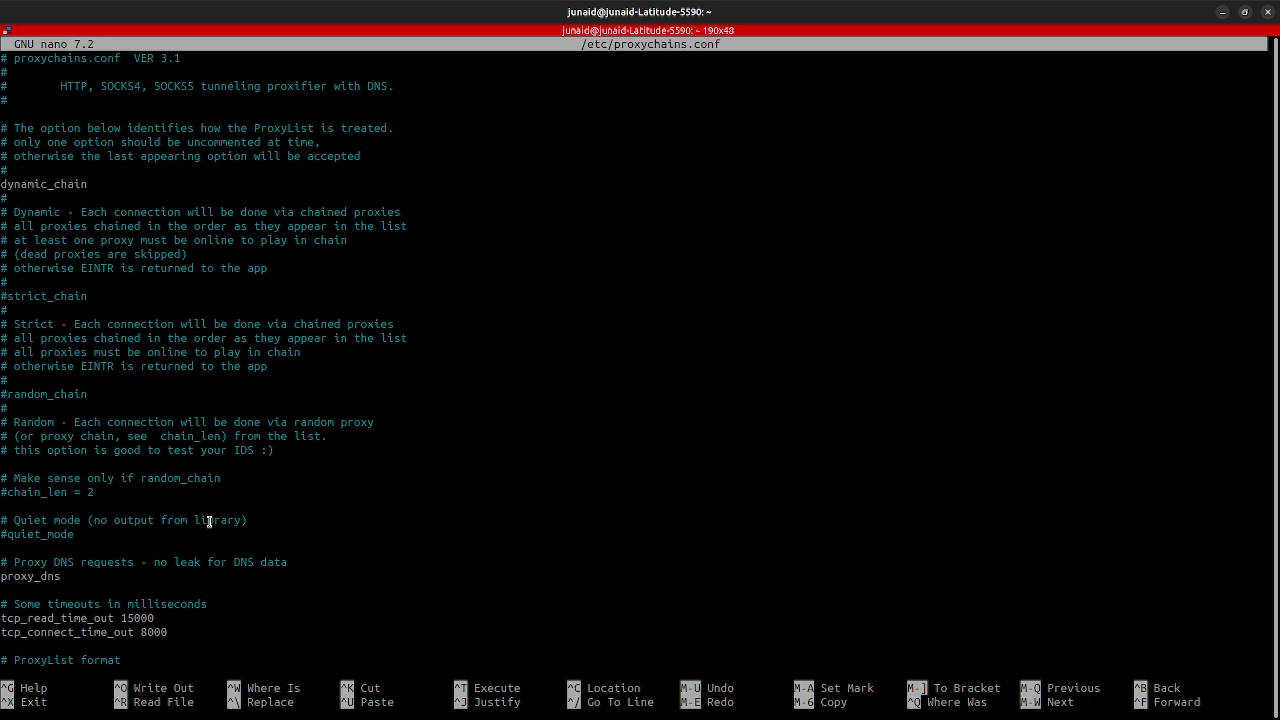 junaid@junaid-Latitude-5590: ~
junaid@junaid-Latitude-5590: ~ 190x48
GNU nano 7.2 /etc/proxychains.conf
# proxychains.conf  VER 3.1
#
#        HTTP, SOCKS4, SOCKS5 tunneling proxifier with DNS.
#
# The option below identifies how the ProxyList is treated.
# only one option should be uncommented at time,
# otherwise the last appearing option will be accepted
#
dynamic_chain
#
# Dynamic - Each connection will be done via chained proxies
# all proxies chained in the order as they appear in the list
# at least one proxy must be online to play in chain
# (dead proxies are skipped)
# otherwise EINTR is returned to the app
#
#strict_chain
#
# Strict - Each connection will be done via chained proxies
# all proxies chained in the order as they appear in the list
# all proxies must be online to play in chain
# otherwise EINTR is returned to the app
#
#random_chain
#
# Random - Each connection will be done via random proxy
# (or proxy chain, see  chain_len) from the list.
# this option is good to test your IDS :)
# Make sense only if random_chain
#chain_len = 2
# Quiet mode (no output from library)
#quiet_mode
# Proxy DNS requests - no leak for DNS data
proxy_dns
# Some timeouts in milliseconds
tcp_read_time_out 15000
tcp_connect_time_out 8000
# ProxyList format
^G Help ^O Write Out ^W Where Is ^K Cut ^T Execute ^C Location M-U Undo M-A Set Mark M-] To Bracket M-Q Previous ^B Back
^X Exit ^R Read File ^\ Replace ^U Paste ^J Justify ^/ Go To Line M-E Redo M-6 Copy ^Q Where Was M-W Next ^F Forward